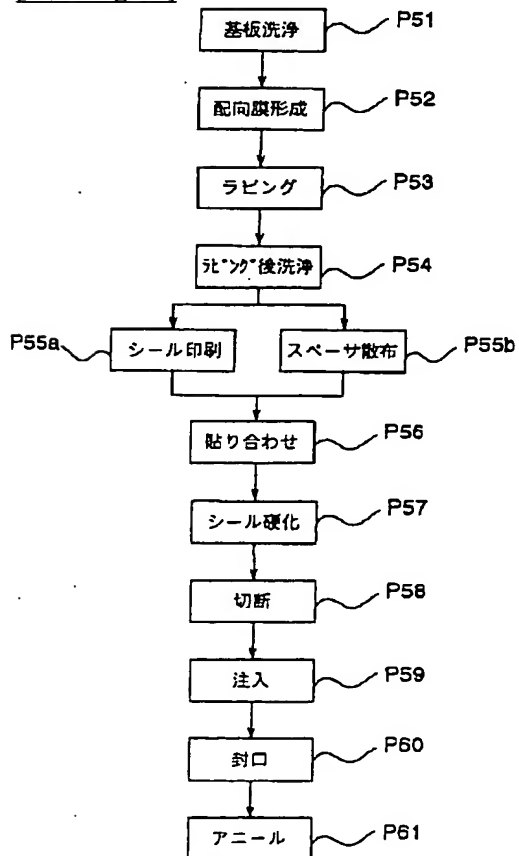 基板洗浄 P51
配向膜形成 P52
ラビング P53
ﾗﾋﾞﾝｸﾞ後洗浄 P54
P55a シール印刷 スペーサ散布 P55b
貼り合わせ P56
シール硬化 P57
切断 P58
注入 P59
封口 P60
アニール P61